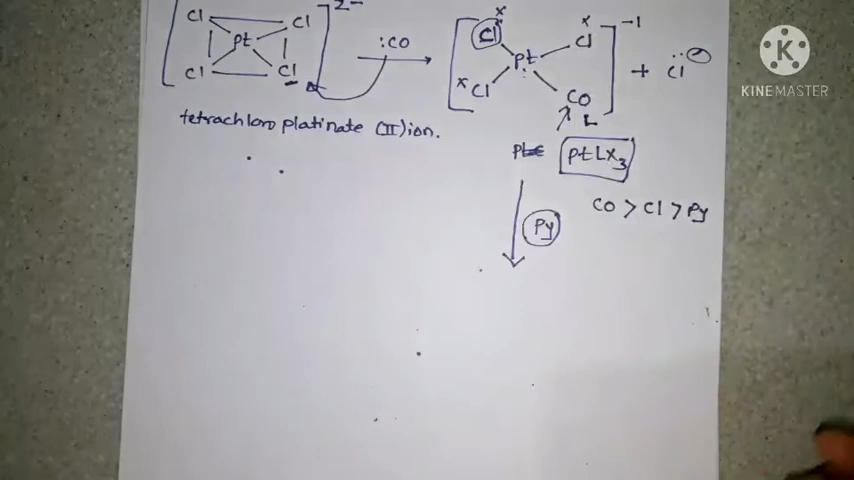 [Cl Cl Pt Cl Cl]2- :CO → [Cl x Cl x Pt x Cl CO L]-1 + :Cl⊖
K
KINEMASTER
tetrachloro platinate (II) ion.
PtLX3
CO > Cl > Py
Py